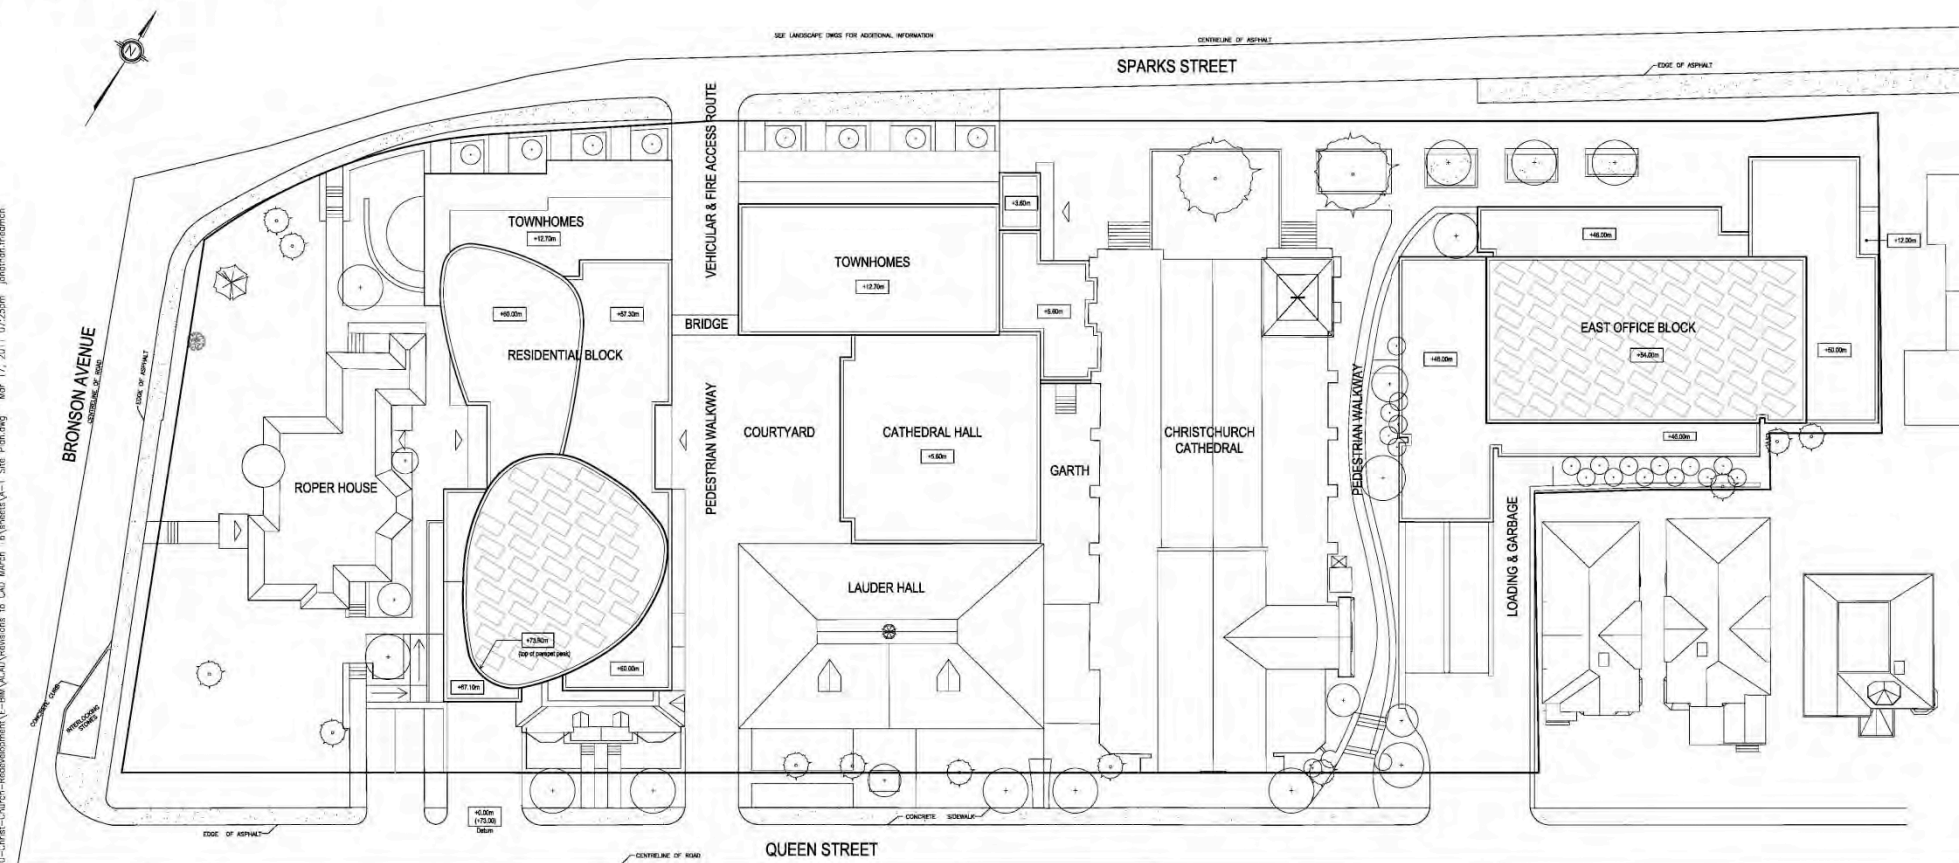 N
SEE LANDSCAPE DWGS FOR ADDITIONAL INFORMATION
CENTRELINE OF ASPHALT
SPARKS STREET
EDGE OF ASPHALT
VEHICULAR & FIRE ACCESS ROUTE
TOWNHOMES
+12.70m
TOWNHOMES
+12.70m
+3.60m
+46.00m
+12.00m
+57.30m
BRIDGE
RESIDENTIAL BLOCK
EAST OFFICE BLOCK
+54.00m
+46.00m
+50.00m
BRONSON AVENUE
CENTRELINE OF ROAD
EDGE OF ASPHALT
PEDESTRIAN WALKWAY
COURTYARD
CATHEDRAL HALL
+5.60m
+5.60m
GARTH
CHRISTCHURCH
CATHEDRAL
PEDESTRIAN WALKWAY
+46.00m
ROPER HOUSE
LOADING & GARBAGE
LAUDER HALL
(top of parapet peak)
+60.00m
+67.10m
CONCRETE CURB
INTERLOCKING
STONES
EDGE OF ASPHALT
+0.00m
(+73.00)
Datum
CONCRETE SIDEWALK
CENTRELINE OF ROAD
QUEEN STREET
Mar 17, 2011